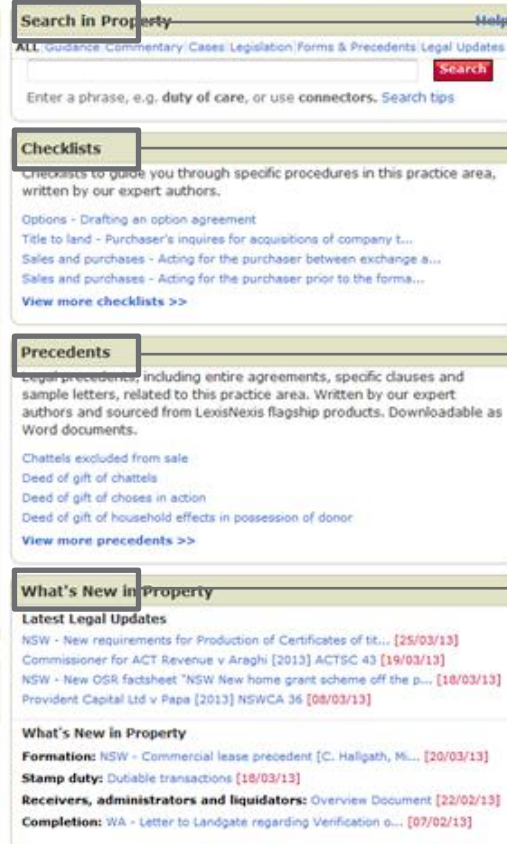 Search in Property Help
ALL Guidance Commentary Cases Legislation Forms & Precedents Legal Updates
Search
Enter a phrase, e.g. duty of care, or use connectors. Search tips
Checklists
Checklists to guide you through specific procedures in this practice area,
written by our expert authors.
Options - Drafting an option agreement
Title to land - Purchaser's inquires for acquisitions of company t...
Sales and purchases - Acting for the purchaser between exchange a...
Sales and purchases - Acting for the purchaser prior to the forma...
View more checklists >>
Precedents
Legal precedents, including entire agreements, specific clauses and
sample letters, related to this practice area. Written by our expert
authors and sourced from LexisNexis flagship products. Downloadable as
Word documents.
Chattels excluded from sale
Deed of gift of chattels
Deed of gift of choses in action
Deed of gift of household effects in possession of donor
View more precedents >>
What's New in Property
Latest Legal Updates
NSW - New requirements for Production of Certificates of tit... [25/03/13]
Commissioner for ACT Revenue v Araghi [2013] ACTSC 43 [19/03/13]
NSW - New OSR factsheet "NSW New home grant scheme off the p... [18/03/13]
Provident Capital Ltd v Papa [2013] NSWCA 36 [08/03/13]
What's New in Property
Formation: NSW - Commercial lease precedent [C. Hallgath, Mi... [20/03/13]
Stamp duty: Dutiable transactions [18/03/13]
Receivers, administrators and liquidators: Overview Document [22/02/13]
Completion: WA - Letter to Landgate regarding Verification o... [07/02/13]